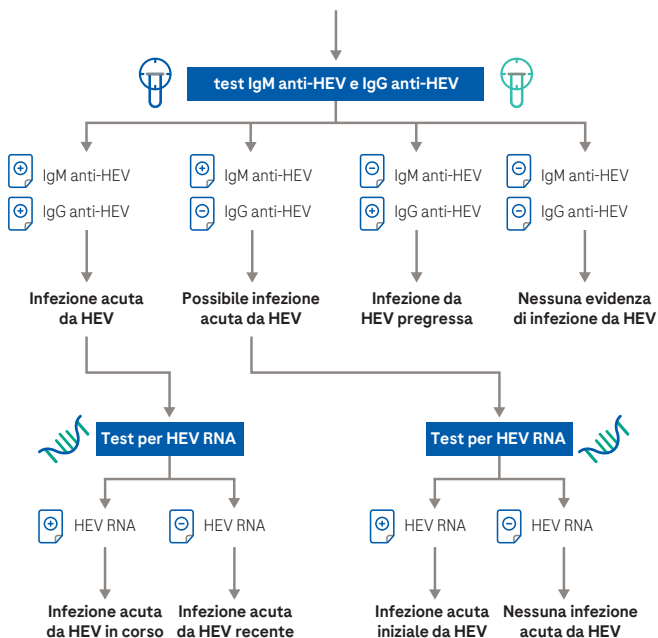 test IgM anti-HEV e IgG anti-HEV
IgM anti-HEV
IgG anti-HEV
IgM anti-HEV
IgG anti-HEV
IgM anti-HEV
IgG anti-HEV
IgM anti-HEV
IgG anti-HEV
Infezione acuta
da HEV
Possibile infezione
acuta da HEV
Infezione da
HEV pregressa
Nessuna evidenza
di infezione da HEV
Test per HEV RNA
Test per HEV RNA
HEV RNA
HEV RNA
HEV RNA
HEV RNA
Infezione acuta
da HEV in corso
Infezione acuta
da HEV recente
Infezione acuta
iniziale da HEV
Nessuna infezione
acuta da HEV